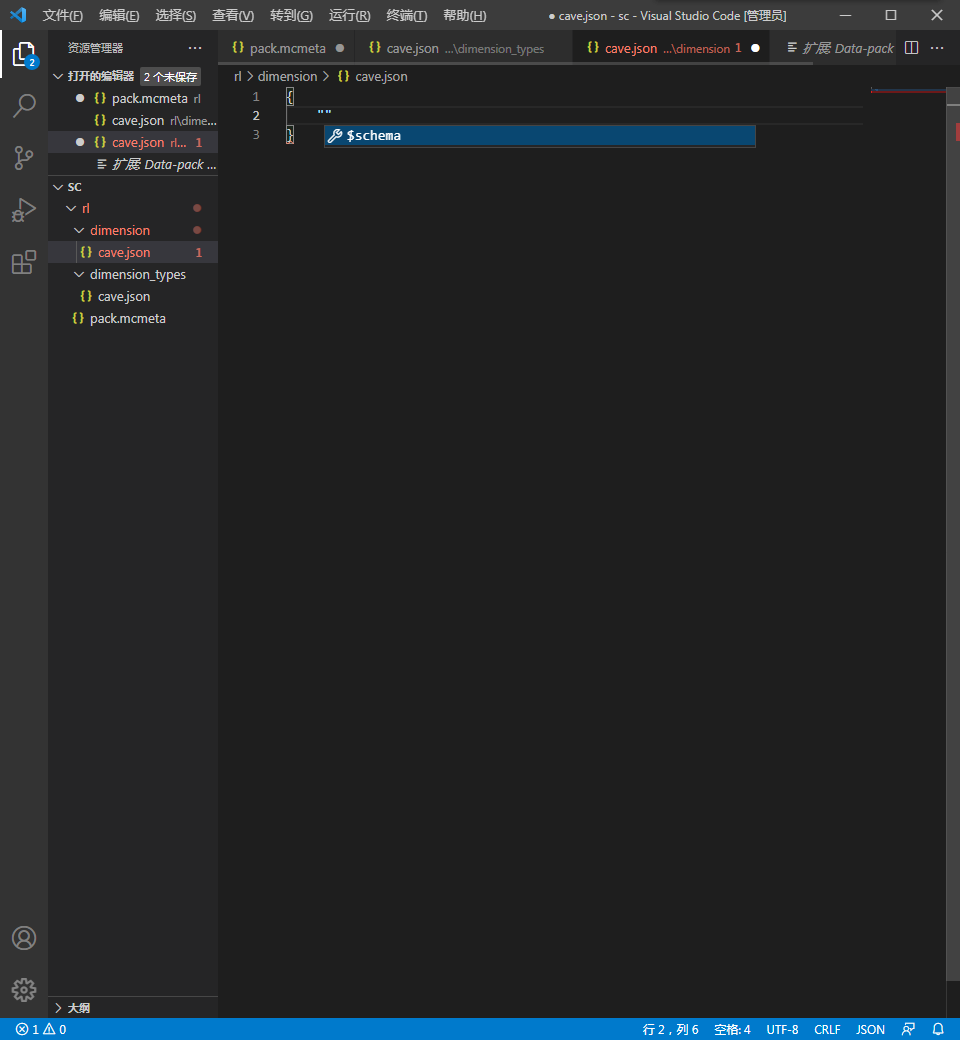 文件(F) 编辑(E) 选择(S) 查看(V) 转到(G) 运行(R) 终端(T) 帮助(H) ● cave.json - sc - Visual Studio Code [管理员]
资源管理器 ···
pack.mcmeta ● cave.json ...\dimension_types cave.json ...\dimension 1 ● 扩展: Data-pack ···
打开的编辑器 2 个未保存
● {} pack.mcmeta rl
{} cave.json rl\dime...
● {} cave.json rl... 1
扩展: Data-pack ...
SC
rl
dimension
{} cave.json 1
dimension_types
{} cave.json
{} pack.mcmeta
大纲
rl > dimension > {} cave.json
1 {
2 ""
3 }
$schema
2
1 0 行 2，列 6 空格: 4 UTF-8 CRLF JSON